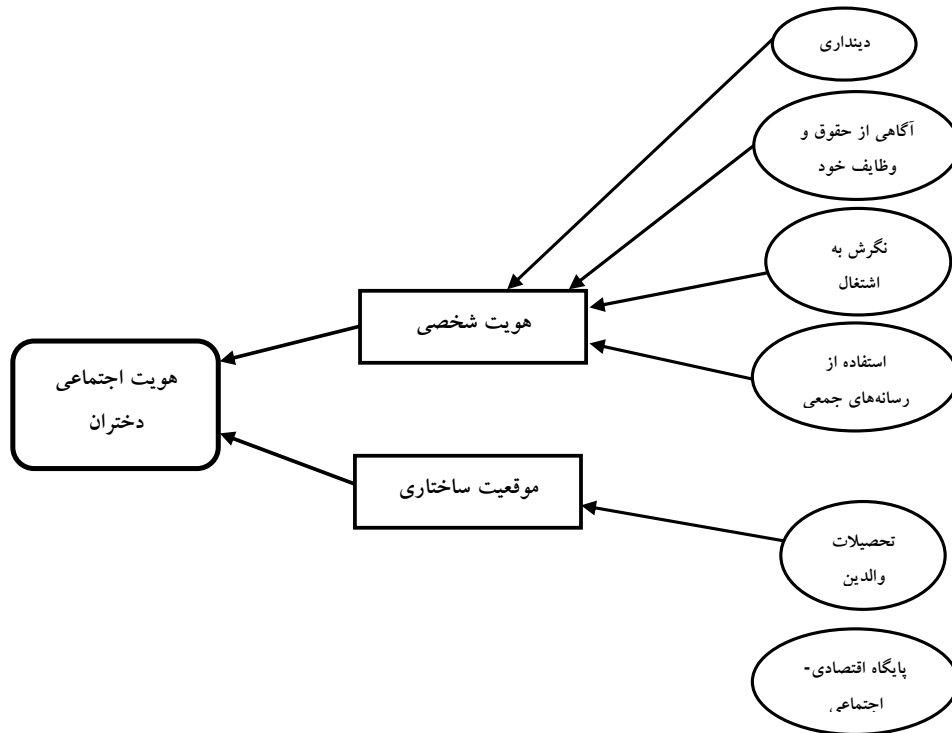 دینداری
آگاهی از حقوق و
وظایف خود
نگرش به
اشتغال
هویت شخصی
استفاده از
رسانه‌های جمعی
هویت اجتماعی
دختران
موقعیت ساختاری
تحصیلات
والدین
پایگاه اقتصادی-
اجتماعی